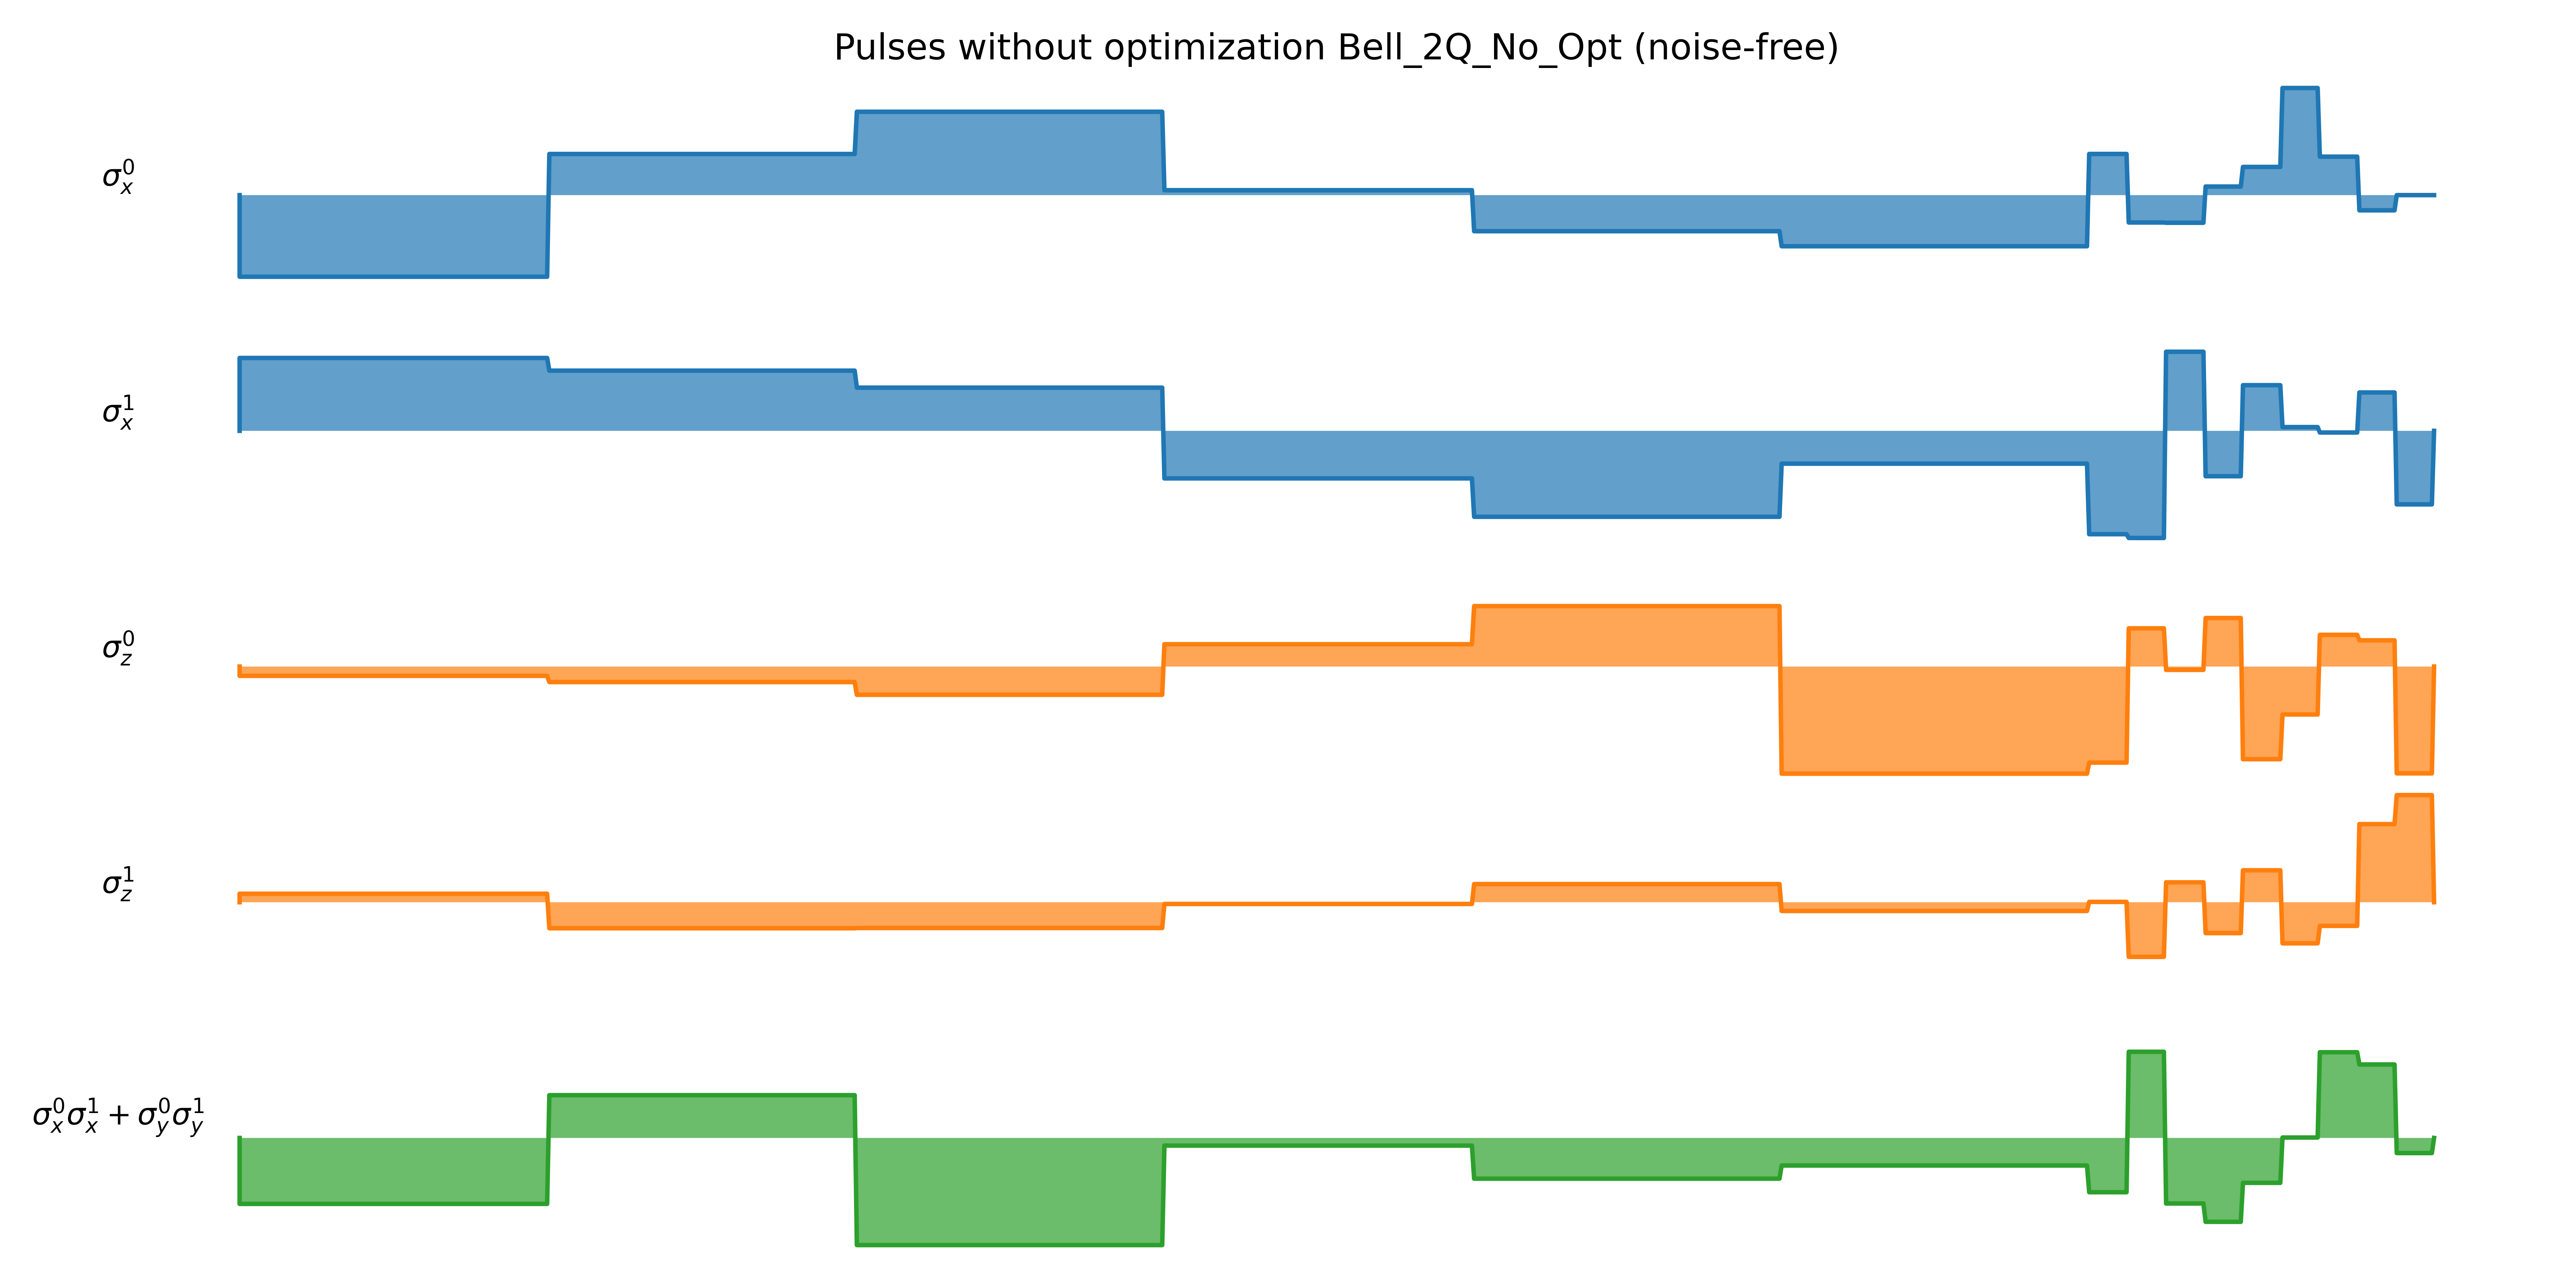 Pulses without optimization Bell_2Q_No_Opt (noise-free)
σ_x^0
σ_x^1
σ_z^0
σ_z^1
σ_x^0σ_x^1 + σ_y^0σ_y^1